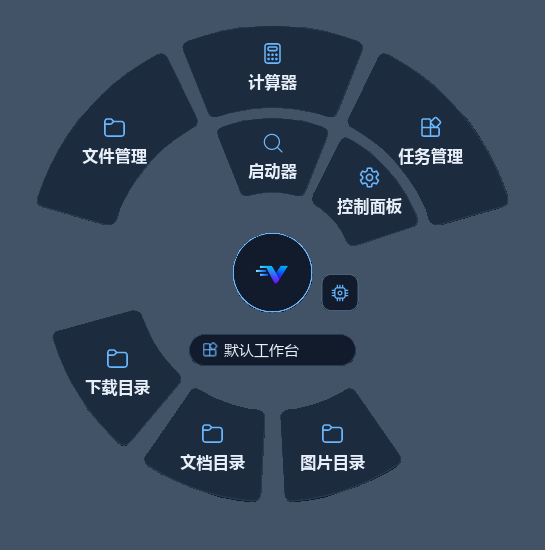 计算器
文件管理
任务管理
启动器
控制面板
默认工作台
下载目录
文档目录
图片目录